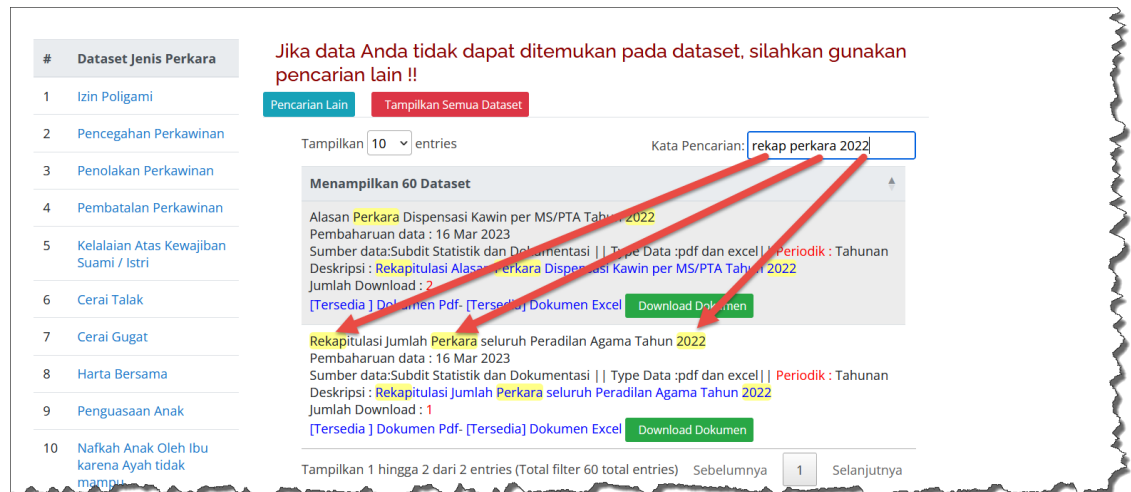 # Dataset Jenis Perkara
1 Izin Poligami
2 Pencegahan Perkawinan
3 Penolakan Perkawinan
4 Pembatalan Perkawinan
5 Kelalaian Atas Kewajiban
Suami / Istri
6 Cerai Talak
7 Cerai Gugat
8 Harta Bersama
9 Penguasaan Anak
10 Nafkah Anak Oleh Ibu
karena Ayah tidak
mampu
Jika data Anda tidak dapat ditemukan pada dataset, silahkan gunakan
pencarian lain !!
Pencarian Lain Tampilkan Semua Dataset
Tampilkan 10 entries Kata Pencarian: rekap perkara 2022
Menampilkan 60 Dataset
Alasan Perkara Dispensasi Kawin per MS/PTA Tahun 2022
Pembaharuan data : 16 Mar 2023
Sumber data:Subdit Statistik dan Dokumentasi || Type Data :pdf dan excel|| Periodik : Tahunan
Deskripsi : Rekapitulasi Alasan Perkara Dispensasi Kawin per MS/PTA Tahun 2022
Jumlah Download : 2
[Tersedia ] Dokumen Pdf- [Tersedia] Dokumen Excel Download Dokumen
Rekapitulasi Jumlah Perkara seluruh Peradilan Agama Tahun 2022
Pembaharuan data : 16 Mar 2023
Sumber data:Subdit Statistik dan Dokumentasi || Type Data :pdf dan excel|| Periodik : Tahunan
Deskripsi : Rekapitulasi Jumlah Perkara seluruh Peradilan Agama Tahun 2022
Jumlah Download : 1
[Tersedia ] Dokumen Pdf- [Tersedia] Dokumen Excel Download Dokumen
Tampilkan 1 hingga 2 dari 2 entries (Total filter 60 total entries) Sebelumnya 1 Selanjutnya